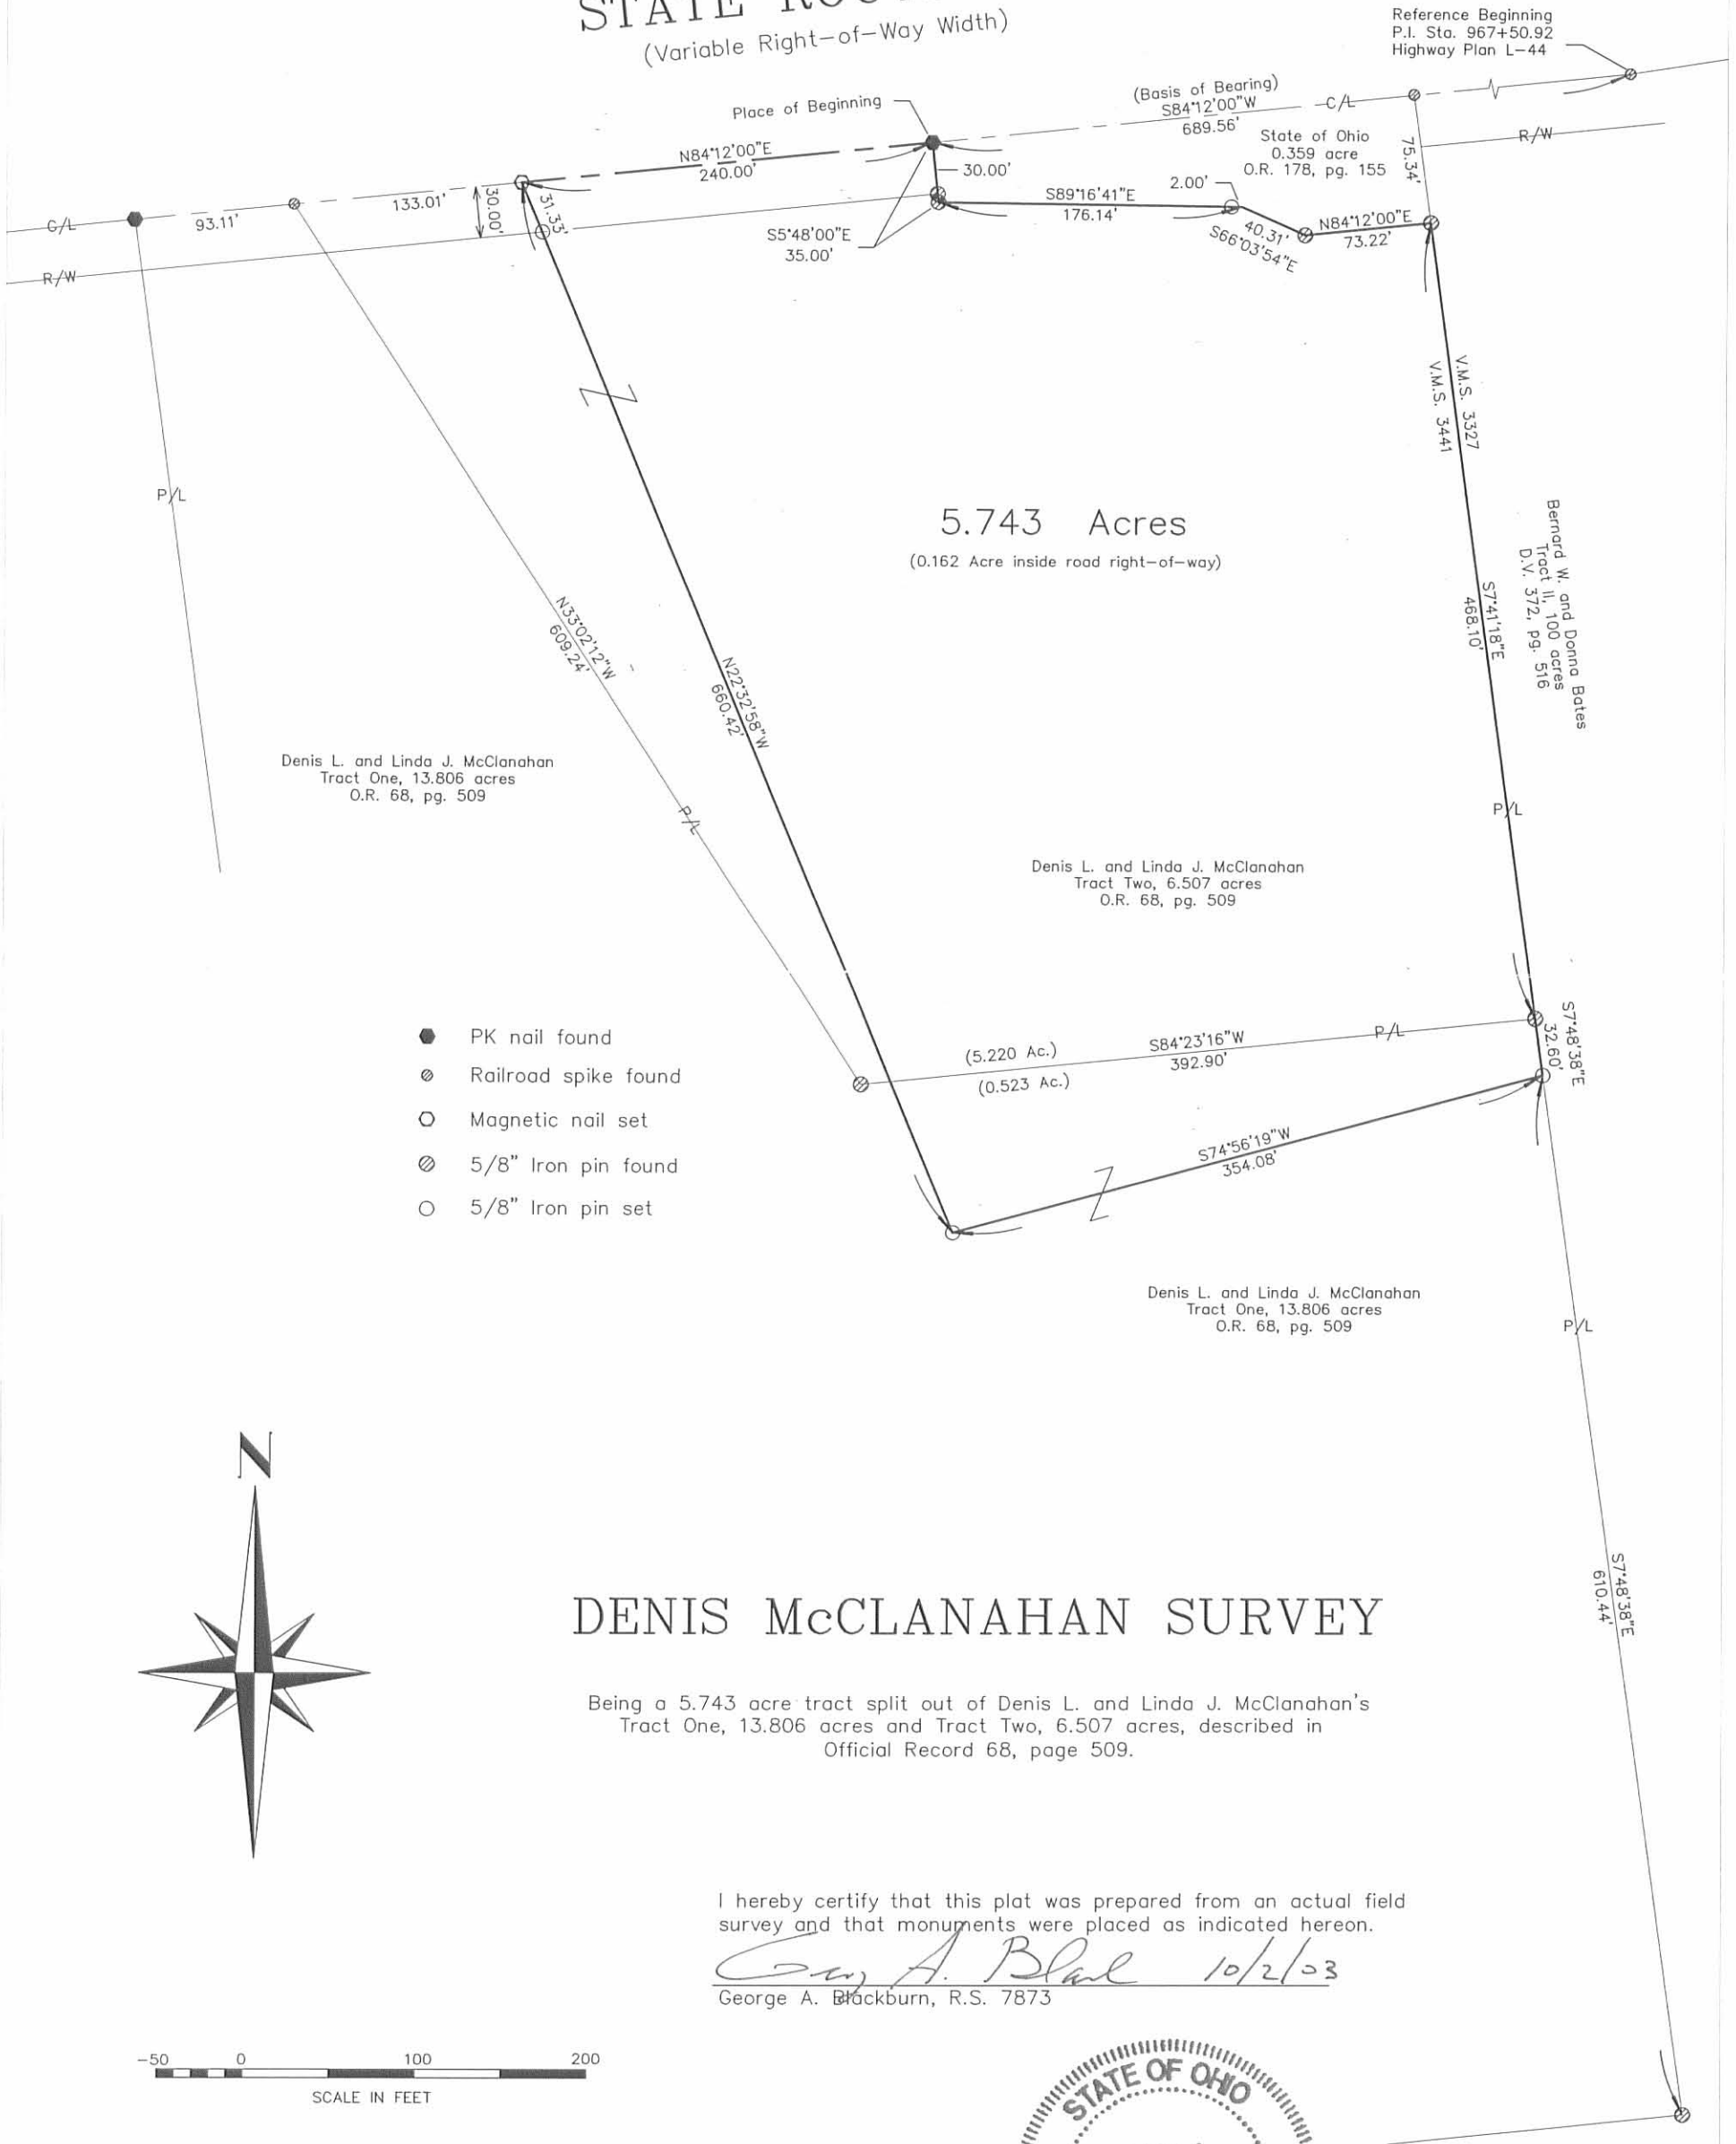 STATE
(Variable Right-of-Way Width)
Reference Beginning
P.I. Sta. 967+50.92
Highway Plan L-44
Place of Beginning
(Basis of Bearing)
S84°12'00"W
689.56'
C/L
R/W
State of Ohio
0.359 acre
O.R. 178, pg. 155
75.34'
N84°12'00"E
240.00'
30.00'
2.00'
S89°16'41"E
176.14'
40.31'
S66°03'54"E
N84°12'00"E
73.22'
S5°48'00"E
35.00'
C/L
93.11'
133.01'
30.00'
31.33'
R/W
P/L
V.M.S. 3327
V.M.S. 3441
5.743 Acres
(0.162 Acre inside road right-of-way)
Bernard W. and Donna Bates
Tract II, 100 acres
D.V. 372, pg. 516
S7°41'18"E
468.10'
N33°02'12"W
609.24'
N22°32'58"W
660.42'
Denis L. and Linda J. McClanahan
Tract One, 13.806 acres
O.R. 68, pg. 509
P/L
P/L
Denis L. and Linda J. McClanahan
Tract Two, 6.507 acres
O.R. 68, pg. 509
PK nail found
Railroad spike found
Magnetic nail set
5/8" Iron pin found
5/8" Iron pin set
(5.220 Ac.)
(0.523 Ac.)
S84°23'16"W
392.90'
P/L
S7°48'38"E
32.60'
S74°56'19"W
354.08'
Denis L. and Linda J. McClanahan
Tract One, 13.806 acres
O.R. 68, pg. 509
P/L
N
S7°48'38"E
610.44'
DENIS McCLANAHAN SURVEY
Being a 5.743 acre tract split out of Denis L. and Linda J. McClanahan's
Tract One, 13.806 acres and Tract Two, 6.507 acres, described in
Official Record 68, page 509.
I hereby certify that this plat was prepared from an actual field
survey and that monuments were placed as indicated hereon.
10/2/03
George A. Blackburn, R.S. 7873
-50 0 100 200
SCALE IN FEET
STATE OF OHIO